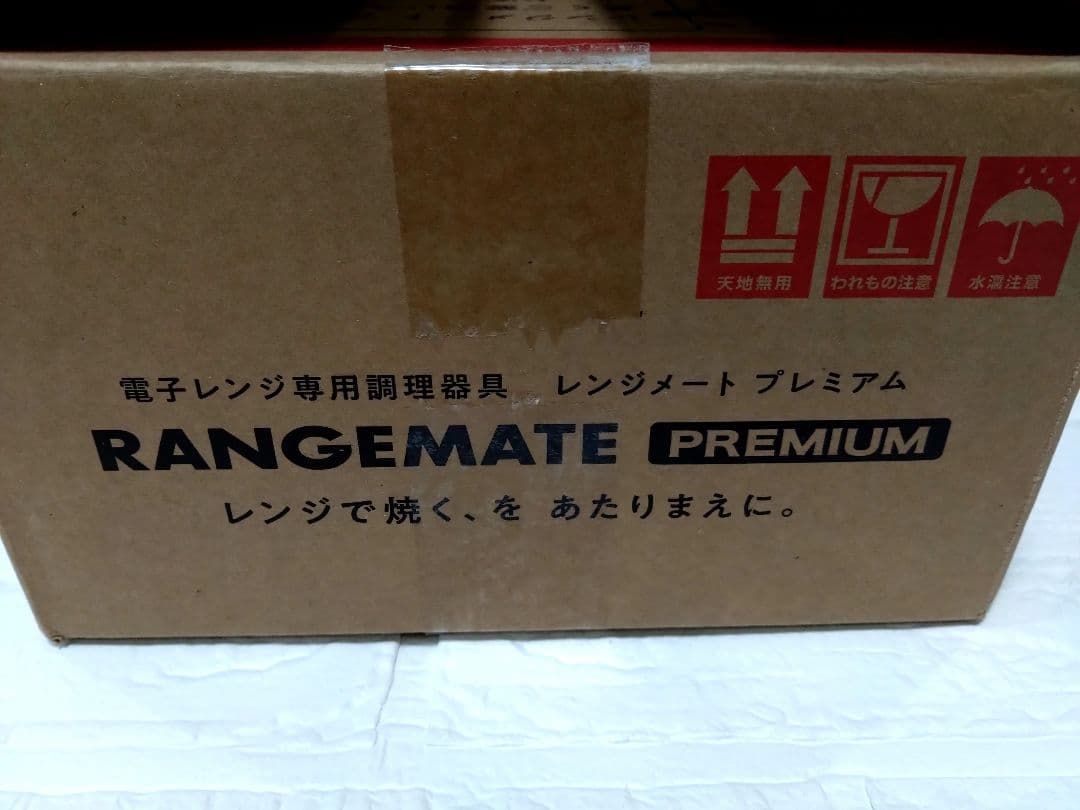 天地無用 われもの注意 水濡注意
電子レンジ専用調理器具 レンジメート プレミアム
RANGEMATE PREMIUM
レンジで焼く、を あたりまえに。